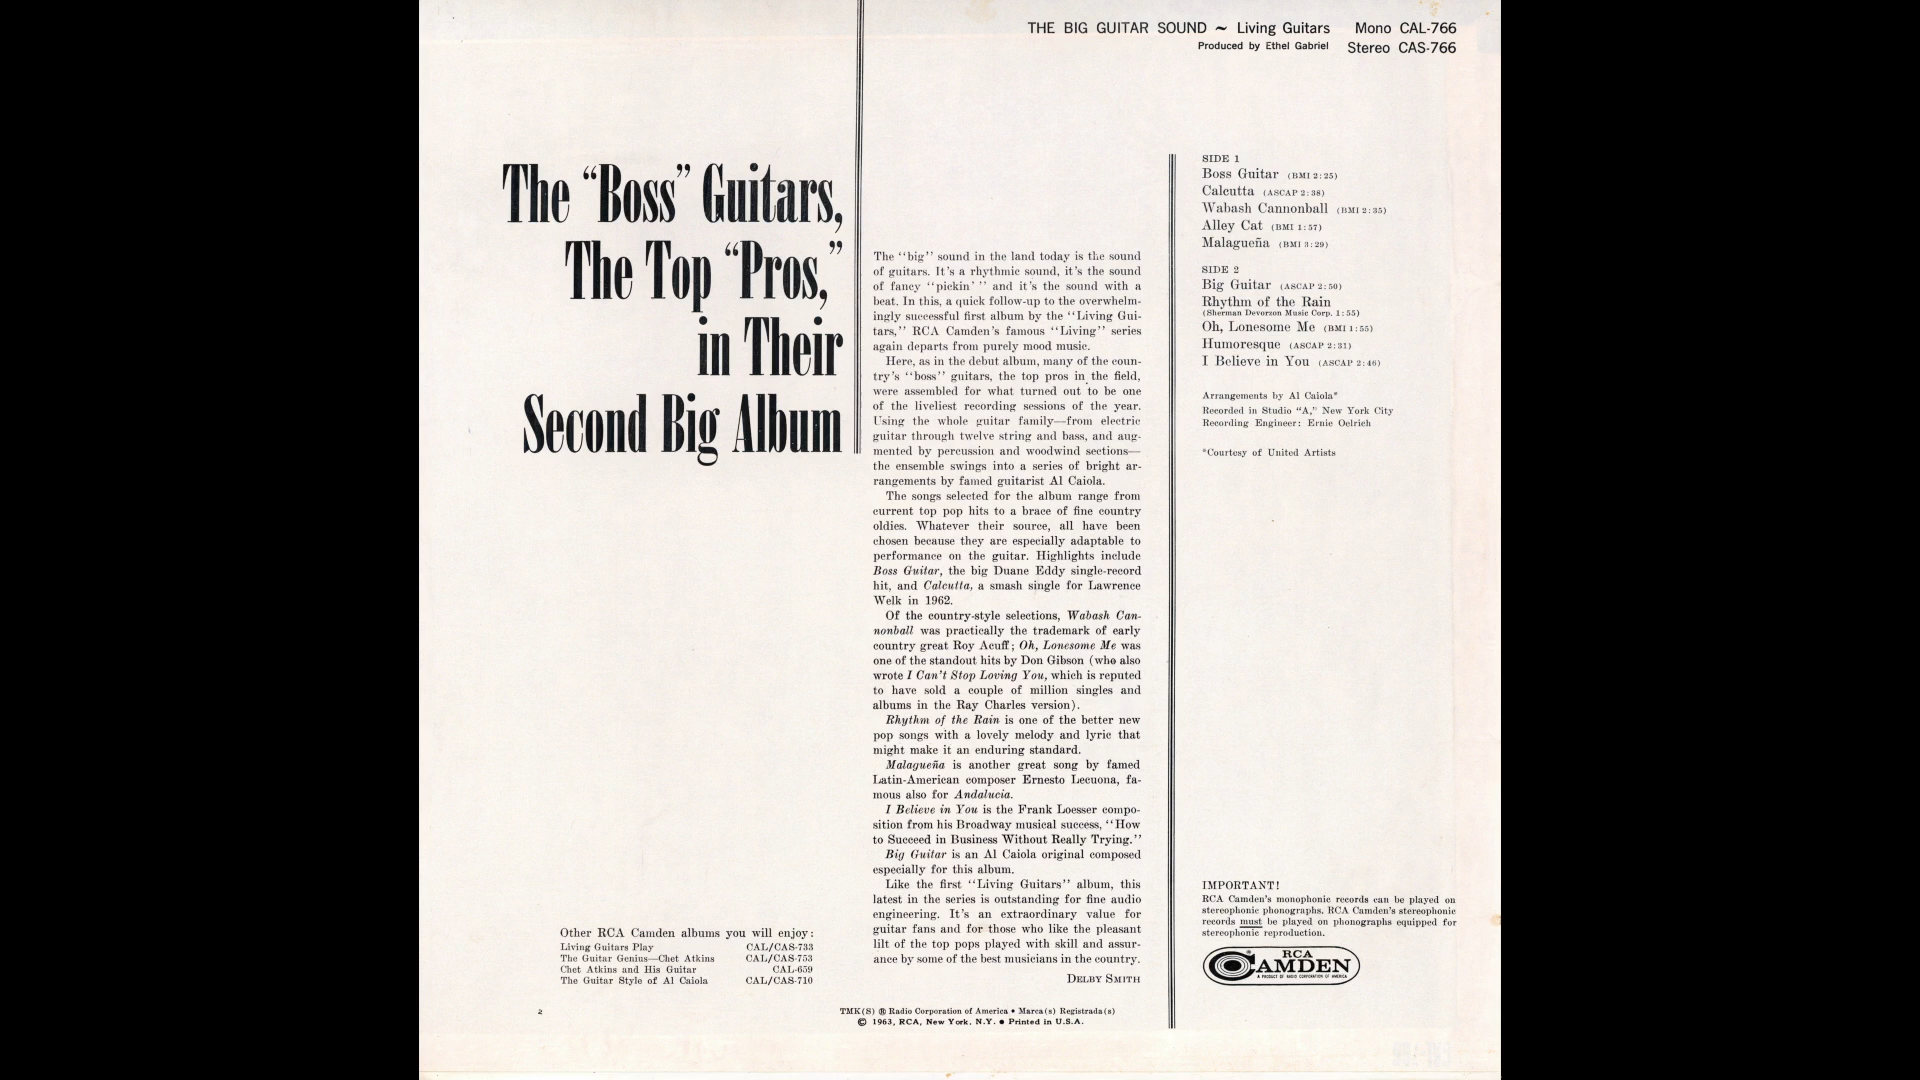 THE BIG GUITAR SOUND ~ Living Guitars Mono CAL-766
Produced by Ethel Gabriel Stereo CAS-766
The "Boss" Guitars,
The Top "Pros,"
in Their
Second Big Album
The "big" sound in the land today is the sound
of guitars. It's a rhythmic sound, it's the sound
of fancy "pickin' " and it's the sound with a
beat. In this, a quick follow-up to the overwhelm-
ingly successful first album by the "Living Gui-
tars," RCA Camden's famous "Living" series
again departs from purely mood music.
Here, as in the debut album, many of the coun-
try's "boss" guitars, the top pros in the field,
were assembled for what turned out to be one
of the liveliest recording sessions of the year.
Using the whole guitar family—from electric
guitar through twelve string and bass, and aug-
mented by percussion and woodwind sections—
the ensemble swings into a series of bright ar-
rangements by famed guitarist Al Caiola.
The songs selected for the album range from
current top pop hits to a brace of fine country
oldies. Whatever their source, all have been
chosen because they are especially adaptable to
performance on the guitar. Highlights include
Boss Guitar, the big Duane Eddy single-record
hit, and Calcutta, a smash single for Lawrence
Welk in 1962.
Of the country-style selections, Wabash Can-
nonball was practically the trademark of early
country great Roy Acuff; Oh, Lonesome Me was
one of the standout hits by Don Gibson (who also
wrote I Can't Stop Loving You, which is reputed
to have sold a couple of million singles and
albums in the Ray Charles version).
Rhythm of the Rain is one of the better new
pop songs with a lovely melody and lyric that
might make it an enduring standard.
Malagueña is another great song by famed
Latin-American composer Ernesto Lecuona, fa-
mous also for Andalucia.
I Believe in You is the Frank Loesser compo-
sition from his Broadway musical success, "How
to Succeed in Business Without Really Trying."
Big Guitar is an Al Caiola original composed
especially for this album.
Like the first "Living Guitars" album, this
latest in the series is outstanding for fine audio
engineering. It's an extraordinary value for
guitar fans and for those who like the pleasant
lilt of the top pops played with skill and assur-
ance by some of the best musicians in the country.
DELBY SMITH
SIDE 1
Boss Guitar (BMI 2:25)
Calcutta (ASCAP 2:38)
Wabash Cannonball (BMI 2:35)
Alley Cat (BMI 1:57)
Malagueña (BMI 3:29)
SIDE 2
Big Guitar (ASCAP 2:50)
Rhythm of the Rain
(Sherman Devorzon Music Corp. 1:55)
Oh, Lonesome Me (BMI 1:55)
Humoresque (ASCAP 2:31)
I Believe in You (ASCAP 2:46)
Arrangements by Al Caiola*
Recorded in Studio "A," New York City
Recording Engineer: Ernie Oelrich
*Courtesy of United Artists
IMPORTANT!
RCA Camden's monophonic records can be played on
stereophonic phonographs. RCA Camden's stereophonic
records must be played on phonographs equipped for
stereophonic reproduction.
RCA
CAMDEN
A PRODUCT OF RADIO CORPORATION OF AMERICA
Other RCA Camden albums you will enjoy:
Living Guitars Play CAL/CAS-733
The Guitar Genius—Chet Atkins CAL/CAS-753
Chet Atkins and His Guitar CAL-659
The Guitar Style of Al Caiola CAL/CAS-710
2
TMK(S) ® Radio Corporation of America • Marca(s) Registrada(s)
© 1963, RCA, New York, N.Y. • Printed in U.S.A.